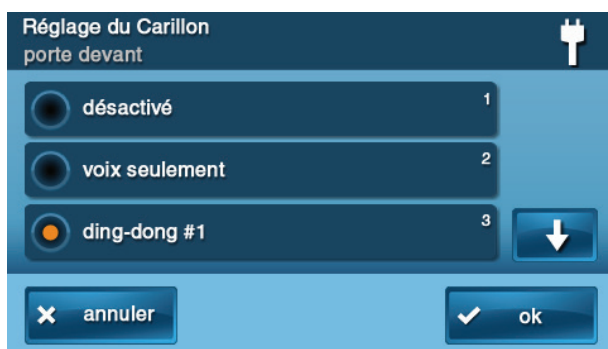 Réglage du Carillon
porte devant
désactivé 1
voix seulement 2
ding-dong #1 3
annuler ok